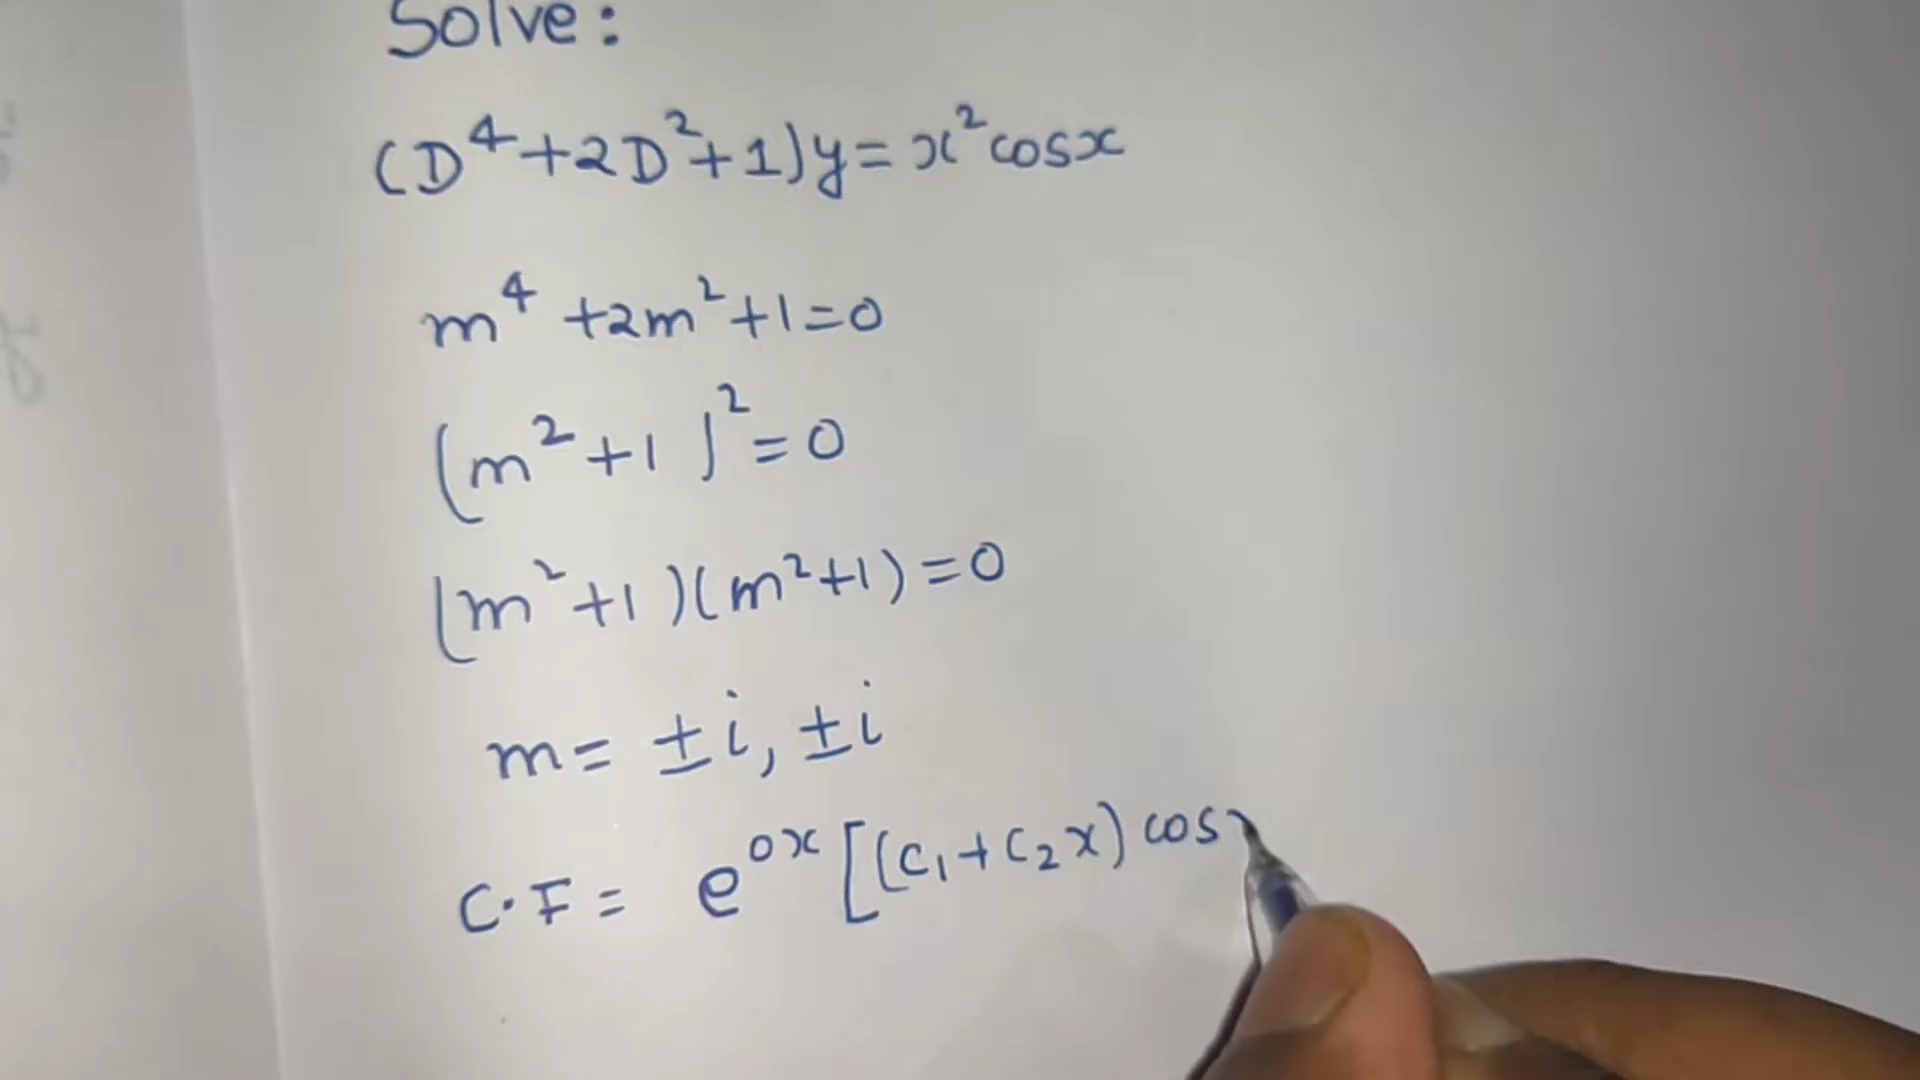 Solve:
(D⁴+2D²+1)y=x²cosx
m⁴+2m²+1=0
(m²+1)²=0
(m²+1)(m²+1)=0
m=±i,±i
C.F=e⁰ˣ[(c₁+c₂x)cosx